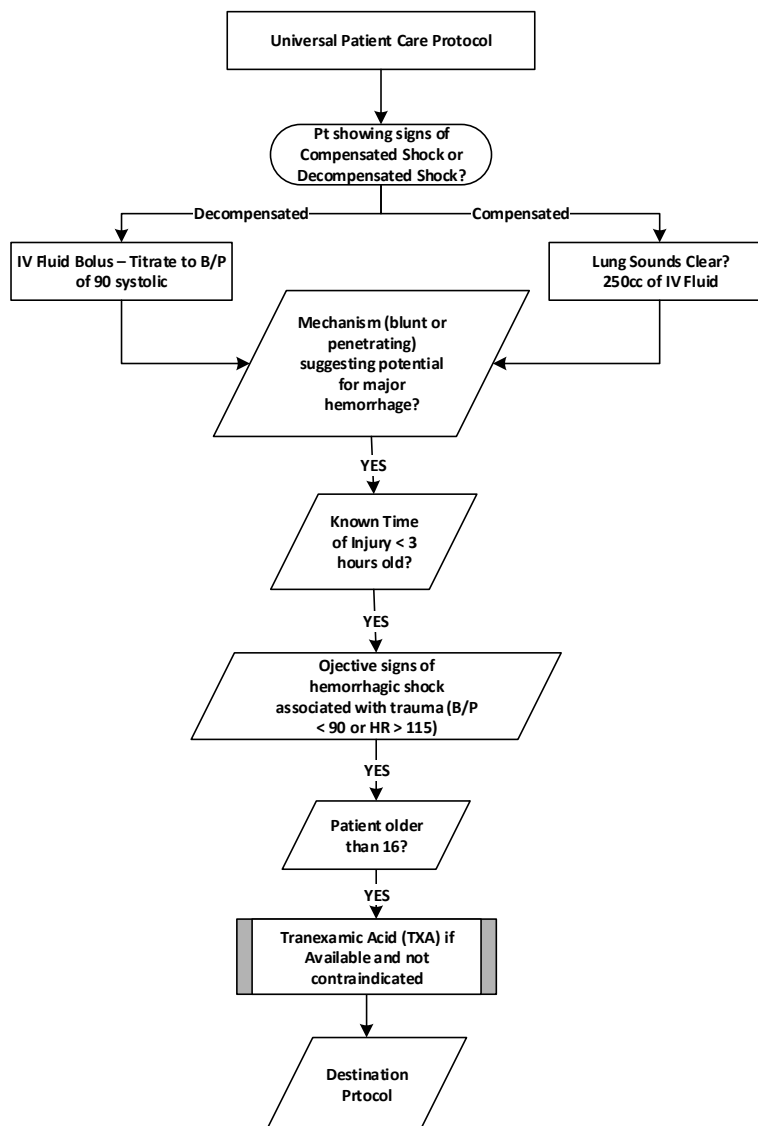 Universal Patient Care Protocol
Pt showing signs of
Compensated Shock or
Decompensated Shock?
Decompensated
Compensated
IV Fluid Bolus – Titrate to B/P
of 90 systolic
Lung Sounds Clear?
250cc of IV Fluid
Mechanism (blunt or
penetrating)
suggesting potential
for major
hemorrhage?
YES
Known Time
of Injury < 3
hours old?
YES
Ojective signs of
hemorrhagic shock
associated with trauma (B/P
< 90 or HR > 115)
YES
Patient older
than 16?
YES
Tranexamic Acid (TXA) if
Available and not
contraindicated
Destination
Prtocol